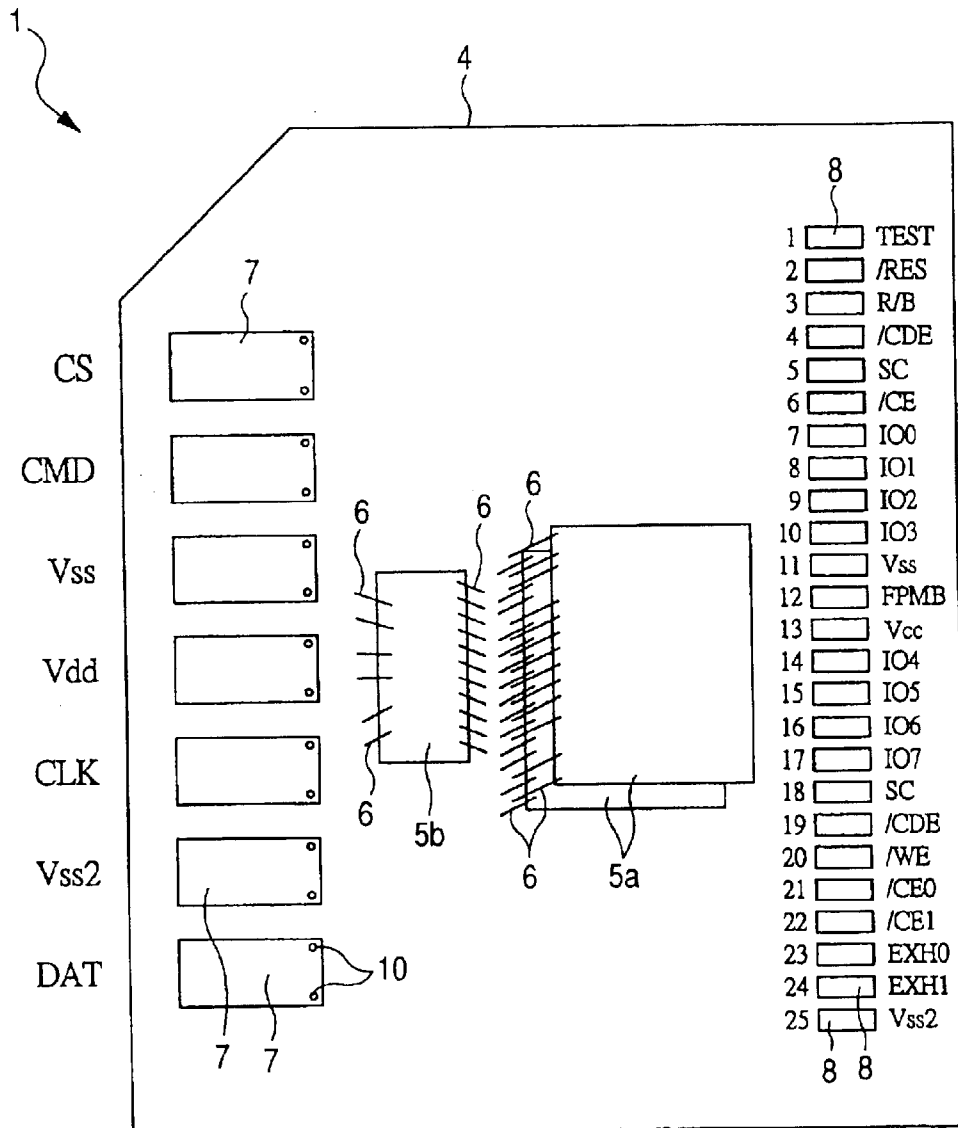 1
4
8
1 TEST
2 /RES
3 R/B
4 /CDE
5 SC
6 /CE
7 IO0
8 IO1
9 IO2
10 IO3
11 Vss
12 FPMB
13 Vcc
14 IO4
15 IO5
16 IO6
17 IO7
18 SC
19 /CDE
20 /WE
21 /CE0
22 /CE1
23 EXH0
24 EXH1
25 Vss2
8 8
7
CS
CMD
Vss
Vdd
CLK
Vss2
DAT
10
7 7
6 6 6
6 5b 6 5a